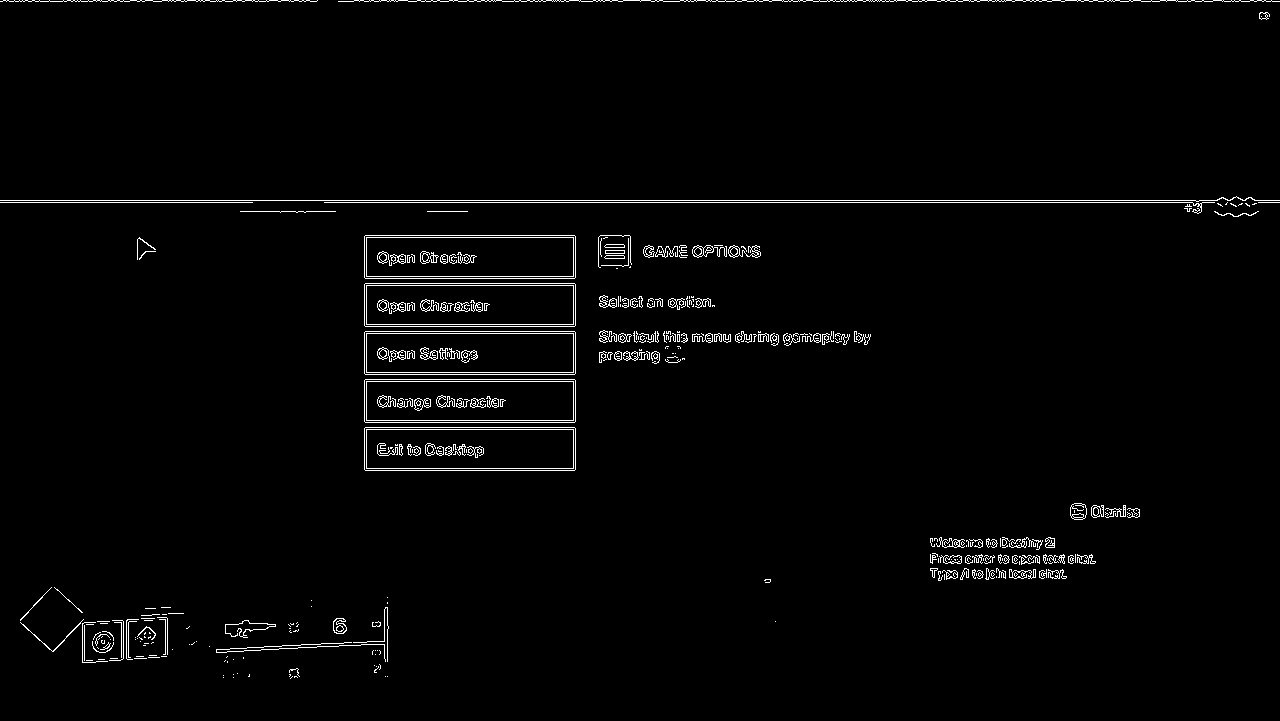 +3
Open Director
GAME OPTIONS
Open Character
Select an option.
Open Settings
Shortcut this menu during gameplay by
pressing
Change Character
Exit to Desktop
Dismiss
Welcome to Destiny 2!
Press enter to open text chat.
Type /l to join local chat.
6